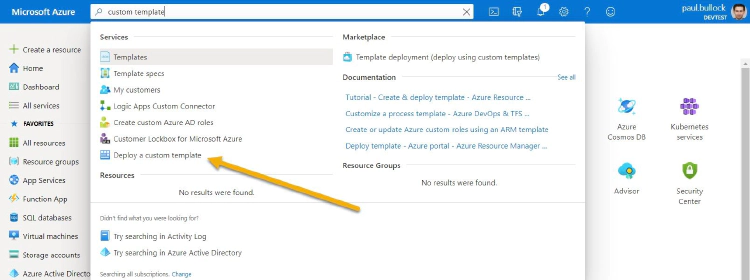 Microsoft Azure
custom template
1
paul.bullock
DEVTEST
Create a resource
Home
Dashboard
All services
FAVORITES
All resources
Resource groups
App Services
Function App
SQL databases
Virtual machines
Storage accounts
Azure Active Directo
Services
Templates
Template specs
My customers
Logic Apps Custom Connector
Create custom Azure AD roles
Customer Lockbox for Microsoft Azure
Deploy a custom template
Resources
No results were found.
Marketplace
Template deployment (deploy using custom templates)
Documentation
See all
Tutorial - Create & deploy template - Azure Resource ...
Customize a process template - Azure DevOps & TFS ...
Create or update Azure custom roles using an ARM template
Deploy template - Azure portal - Azure Resource Manager ...
Resource Groups
No results were found.
Didn't find what you were looking for?
Try searching in Activity Log
Try searching in Azure Active Directory
Searching all subscriptions. Change
Azure
Cosmos DB
Kubernetes
services
Advisor
Security
Center